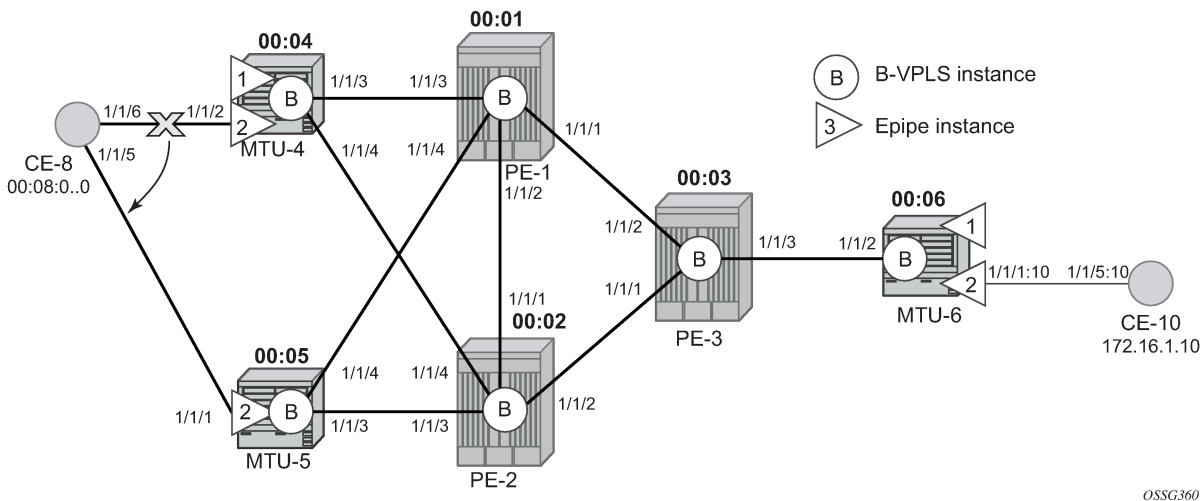 00:01
00:04
1
B
2
MTU-4
1/1/3
1/1/3
B
1/1/4
1/1/4
PE-1
1/1/2
1/1/1
B
B-VPLS instance
3
Epipe instance
1/1/6
1/1/2
1/1/5
CE-8
00:08:0..0
00:03
1/1/2
B
1/1/1
PE-3
1/1/3
1/1/2
00:06
B
1
2
MTU-6
1/1/1:10
1/1/5:10
CE-10
172.16.1.10
1/1/1
00:02
00:05
1/1/4
1/1/4
1/1/1
2
B
1/1/3
1/1/3
B
1/1/2
MTU-5
PE-2
OSSG360